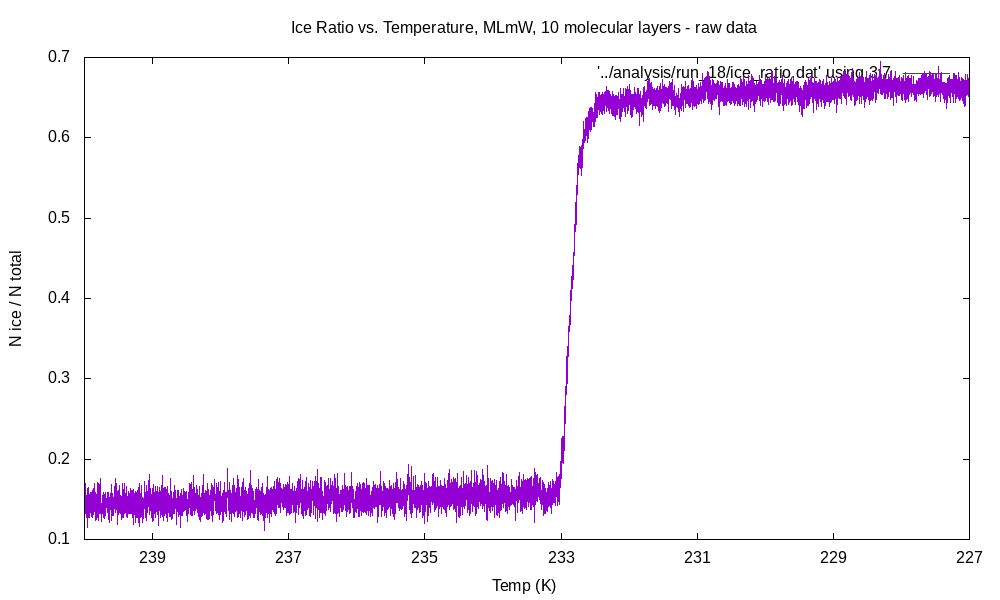 Ice Ratio vs. Temperature, MLmW, 10 molecular layers - raw data
'../analysis/run_18/ice_ratio.dat' using 3:7
0.7
0.6
0.5
0.4
0.3
0.2
0.1
N ice / N total
239 237 235 233 231 229 227
Temp (K)